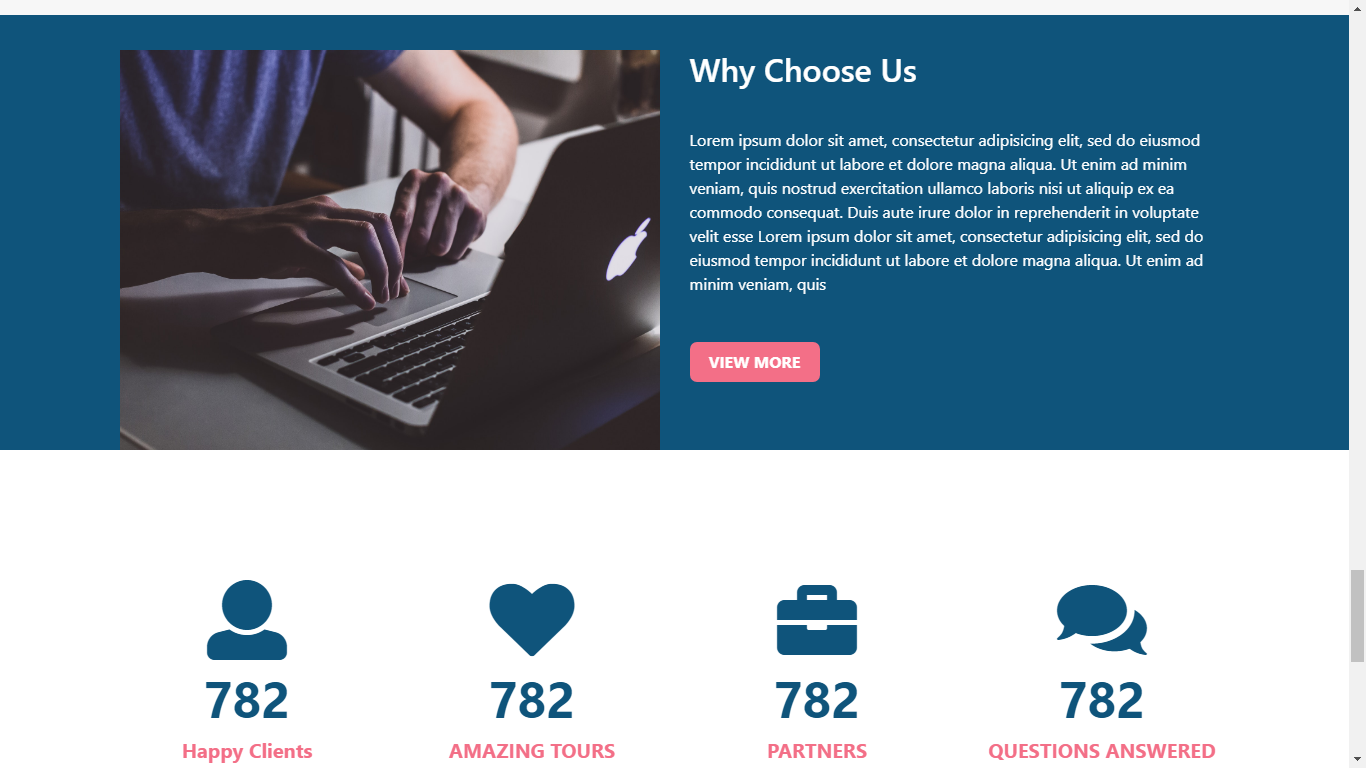 Why Choose Us
Lorem ipsum dolor sit amet, consectetur adipisicing elit, sed do eiusmod
tempor incididunt ut labore et dolore magna aliqua. Ut enim ad minim
veniam, quis nostrud exercitation ullamco laboris nisi ut aliquip ex ea
commodo consequat. Duis aute irure dolor in reprehenderit in voluptate
velit esse Lorem ipsum dolor sit amet, consectetur adipisicing elit, sed do
eiusmod tempor incididunt ut labore et dolore magna aliqua. Ut enim ad
minim veniam, quis
VIEW MORE
782
Happy Clients
782
AMAZING TOURS
782
PARTNERS
782
QUESTIONS ANSWERED